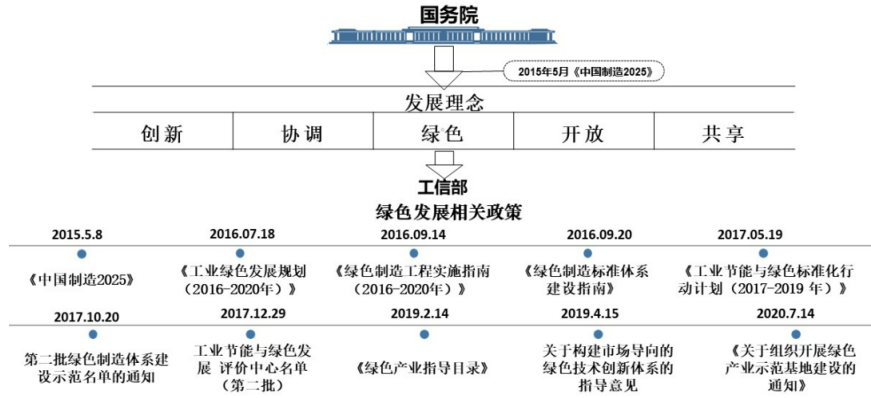 国务院
2015年5月《中国制造2025》
发展理念
创新 协调 绿色 开放 共享
工信部
绿色发展相关政策
2015.5.8 2016.07.18 2016.09.14 2016.09.20 2017.05.19
《中国制造2025》
《工业绿色发展规划
（2016-2020年）》
《绿色制造工程实施指南
（2016-2020年）》
《绿色制造标准体系
建设指南》
《工业节能与绿色标准化行
动计划（2017-2019 年）》
2017.10.20 2017.12.29 2019.2.14 2019.4.15 2020.7.14
第二批绿色制造体系建
设示范名单的通知
工业节能与绿色发
展 评价中心名单
（第二批）
《绿色产业指导目录》
关于构建市场导向的
绿色技术创新体系的
指导意见
《关于组织开展绿色
产业示范基地建设的
通知》